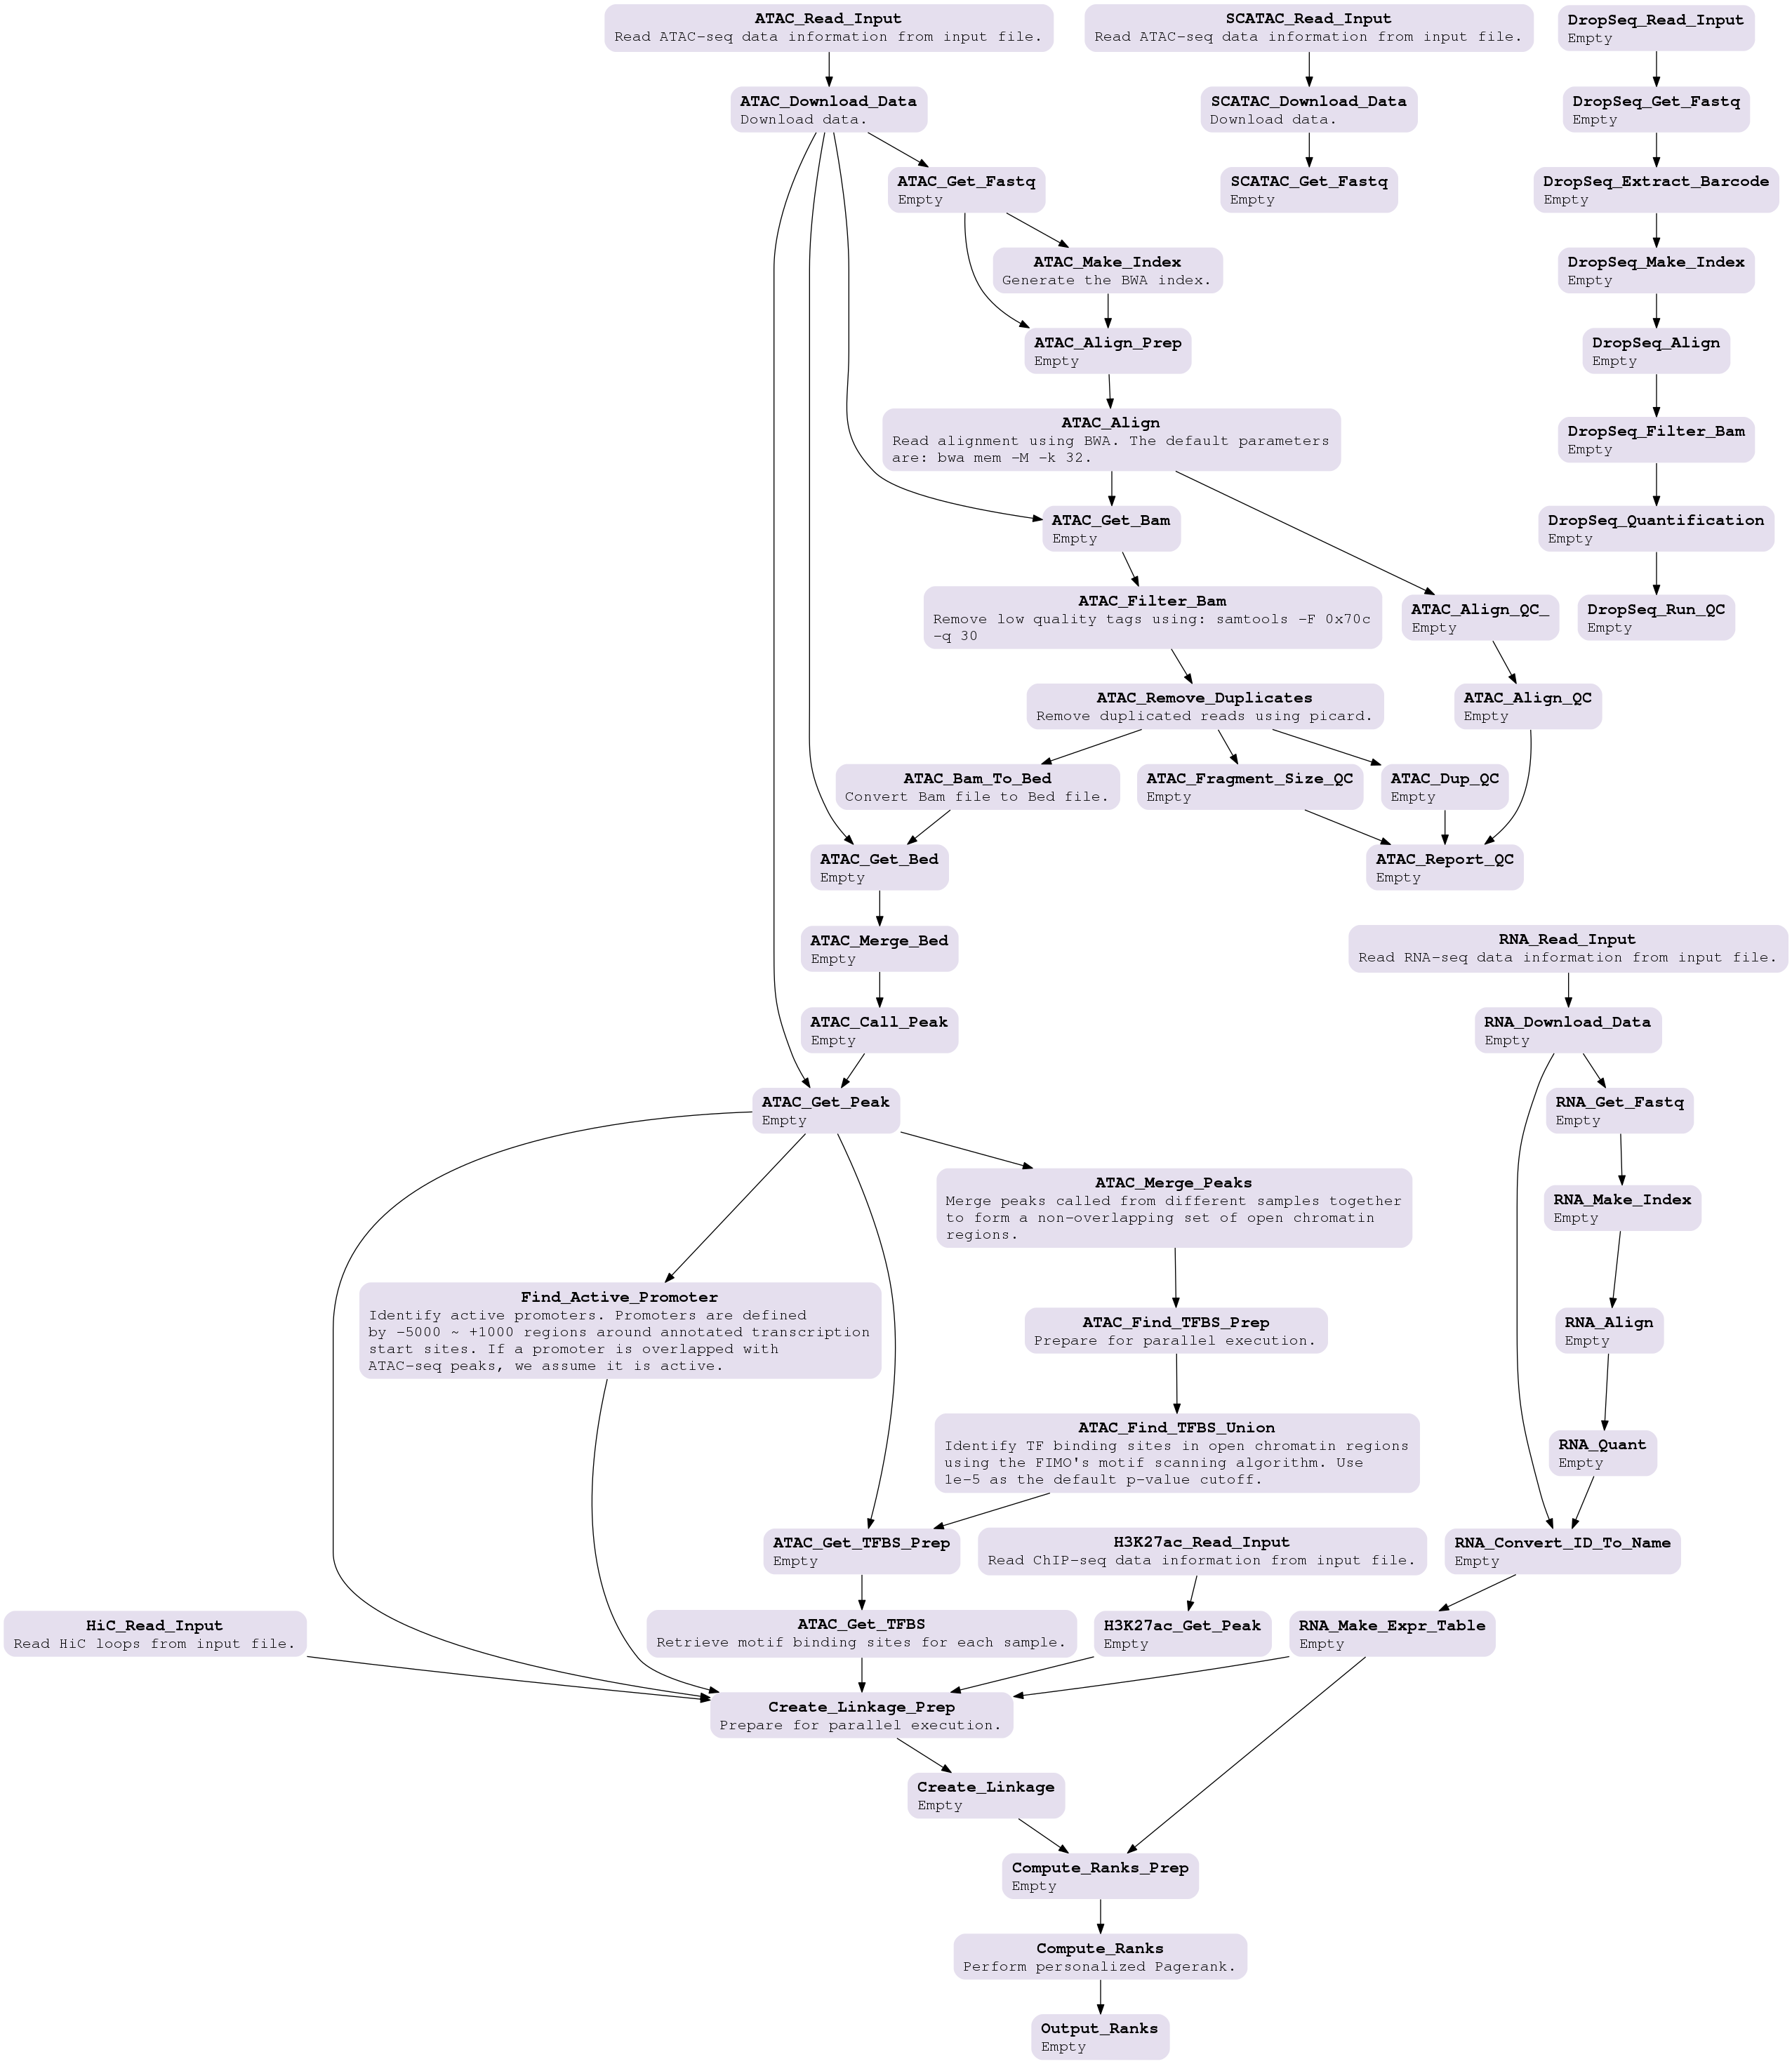 ATAC_Read_Input
Read ATAC-seq data information from input file.
SCATAC_Read_Input
Read ATAC-seq data information from input file.
DropSeq_Read_Input
Empty
ATAC_Download_Data
Download data.
SCATAC_Download_Data
Download data.
DropSeq_Get_Fastq
Empty
ATAC_Get_Fastq
Empty
SCATAC_Get_Fastq
Empty
DropSeq_Extract_Barcode
Empty
ATAC_Make_Index
Generate the BWA index.
DropSeq_Make_Index
Empty
ATAC_Align_Prep
Empty
DropSeq_Align
Empty
ATAC_Align
Read alignment using BWA. The default parameters
are: bwa mem -M -k 32.
DropSeq_Filter_Bam
Empty
ATAC_Get_Bam
Empty
DropSeq_Quantification
Empty
ATAC_Filter_Bam
Remove low quality tags using: samtools -F 0x70c
-q 30
ATAC_Align_QC_
Empty
DropSeq_Run_QC
Empty
ATAC_Remove_Duplicates
Remove duplicated reads using picard.
ATAC_Align_QC
Empty
ATAC_Bam_To_Bed
Convert Bam file to Bed file.
ATAC_Fragment_Size_QC
Empty
ATAC_Dup_QC
Empty
ATAC_Get_Bed
Empty
ATAC_Report_QC
Empty
ATAC_Merge_Bed
Empty
RNA_Read_Input
Read RNA-seq data information from input file.
ATAC_Call_Peak
Empty
RNA_Download_Data
Empty
ATAC_Get_Peak
Empty
RNA_Get_Fastq
Empty
ATAC_Merge_Peaks
Merge peaks called from different samples together
to form a non-overlapping set of open chromatin
regions.
RNA_Make_Index
Empty
Find_Active_Promoter
Identify active promoters. Promoters are defined
by -5000 ~ +1000 regions around annotated transcription
start sites. If a promoter is overlapped with
ATAC-seq peaks, we assume it is active.
ATAC_Find_TFBS_Prep
Prepare for parallel execution.
RNA_Align
Empty
ATAC_Find_TFBS_Union
Identify TF binding sites in open chromatin regions
using the FIMO's motif scanning algorithm. Use
1e-5 as the default p-value cutoff.
RNA_Quant
Empty
ATAC_Get_TFBS_Prep
Empty
H3K27ac_Read_Input
Read ChIP-seq data information from input file.
RNA_Convert_ID_To_Name
Empty
HiC_Read_Input
Read HiC loops from input file.
ATAC_Get_TFBS
Retrieve motif binding sites for each sample.
H3K27ac_Get_Peak
Empty
RNA_Make_Expr_Table
Empty
Create_Linkage_Prep
Prepare for parallel execution.
Create_Linkage
Empty
Compute_Ranks_Prep
Empty
Compute_Ranks
Perform personalized Pagerank.
Output_Ranks
Empty